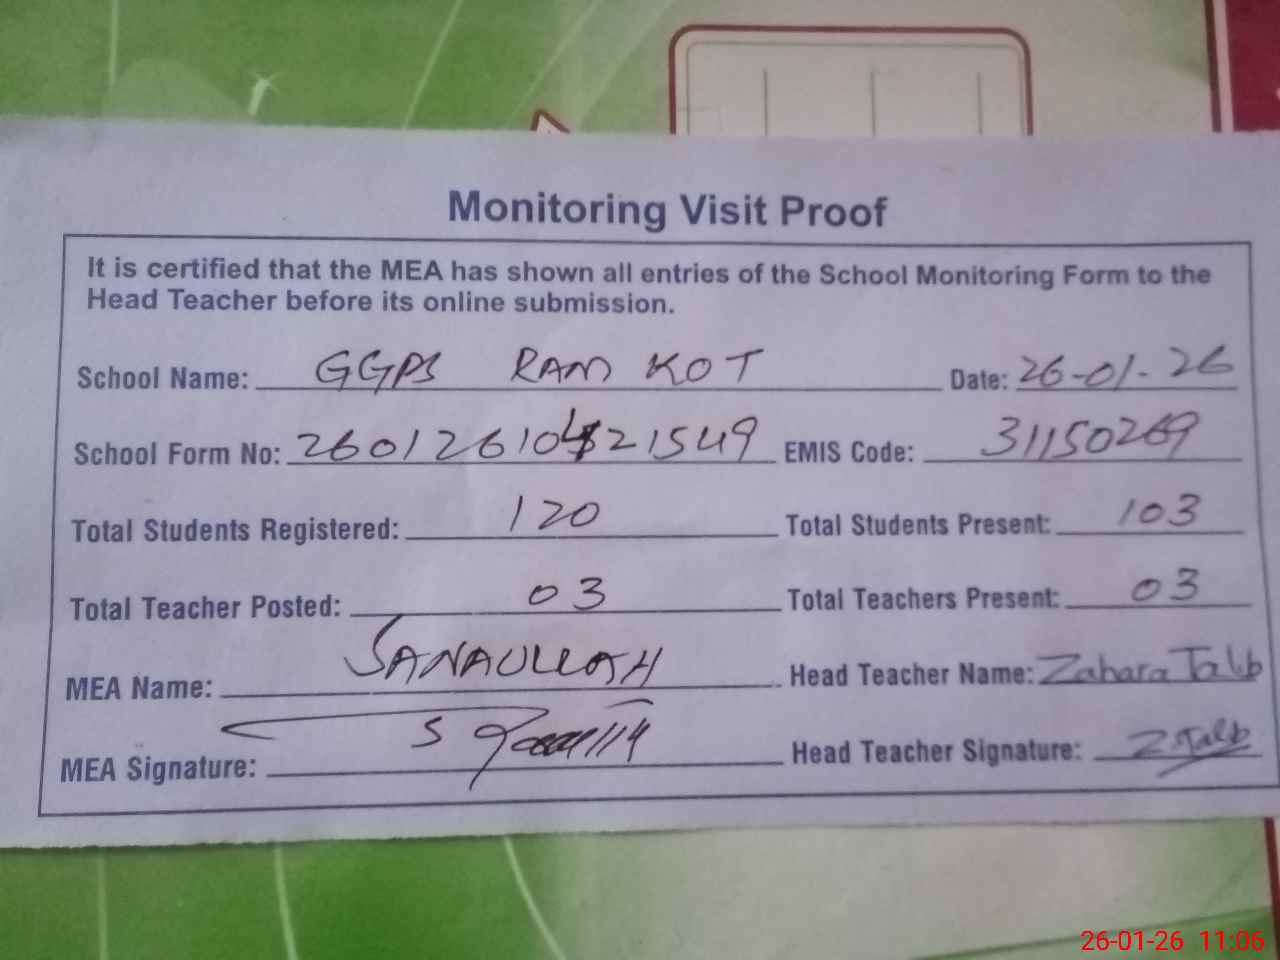 Monitoring Visit Proof
It is certified that the MEA has shown all entries of the School Monitoring Form to the
Head Teacher before its online submission.
School Name: GGPS RAM KOT Date: 26-01-26
School Form No: 260126104821549 EMIS Code: 31150269
Total Students Registered: 120 Total Students Present: 103
Total Teacher Posted: 03 Total Teachers Present: 03
MEA Name: SANAULLAH Head Teacher Name: Zahara Talib
MEA Signature: Head Teacher Signature: Z.Talib
26-01-26 11:06